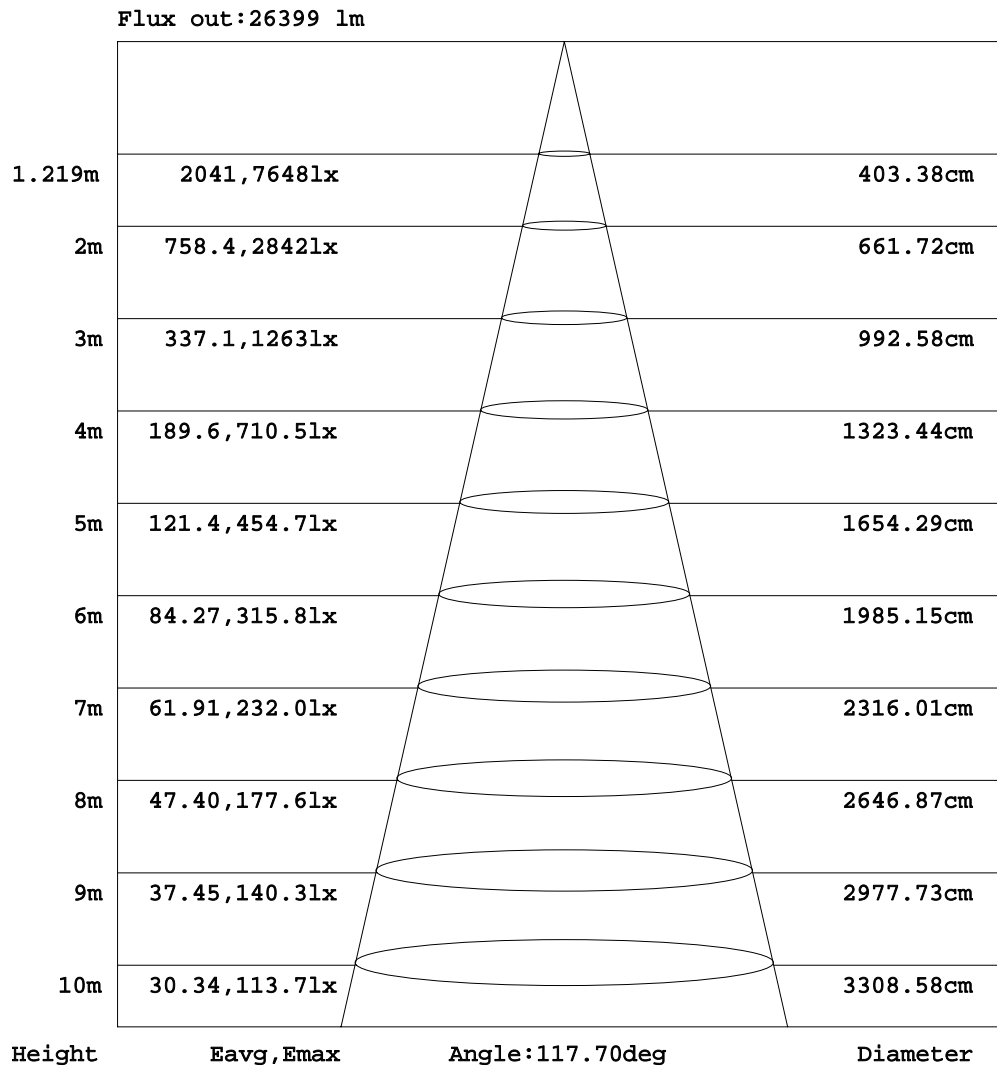 Flux out:26399 lm
1.219m 2041,7648lx 403.38cm
2m 758.4,2842lx 661.72cm
3m 337.1,1263lx 992.58cm
4m 189.6,710.5lx 1323.44cm
5m 121.4,454.7lx 1654.29cm
6m 84.27,315.8lx 1985.15cm
7m 61.91,232.0lx 2316.01cm
8m 47.40,177.6lx 2646.87cm
9m 37.45,140.3lx 2977.73cm
10m 30.34,113.7lx 3308.58cm
Height Eavg,Emax Angle:117.70deg Diameter